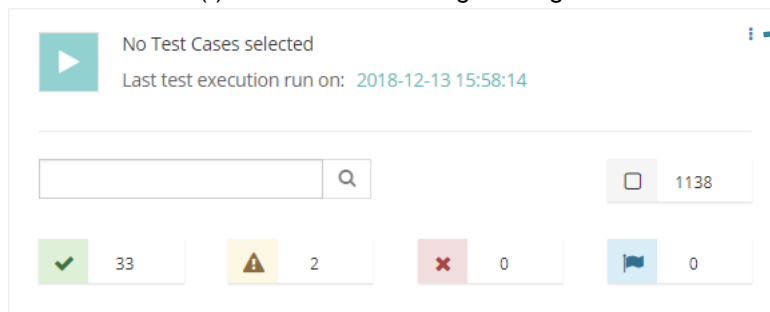 No Test Cases selected
Last test execution run on: 2018-12-13 15:58:14
1138
33 2 0 0